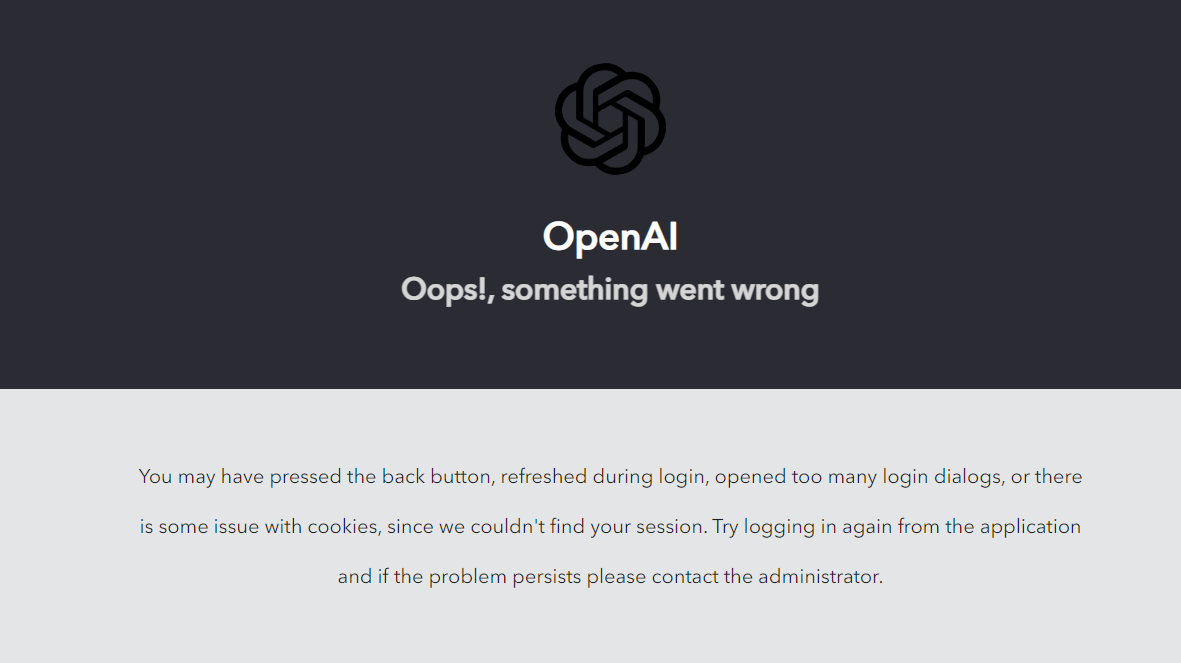 OpenAI
Oops!, something went wrong
You may have pressed the back button, refreshed during login, opened too many login dialogs, or there
is some issue with cookies, since we couldn't find your session. Try logging in again from the application
and if the problem persists please contact the administrator.